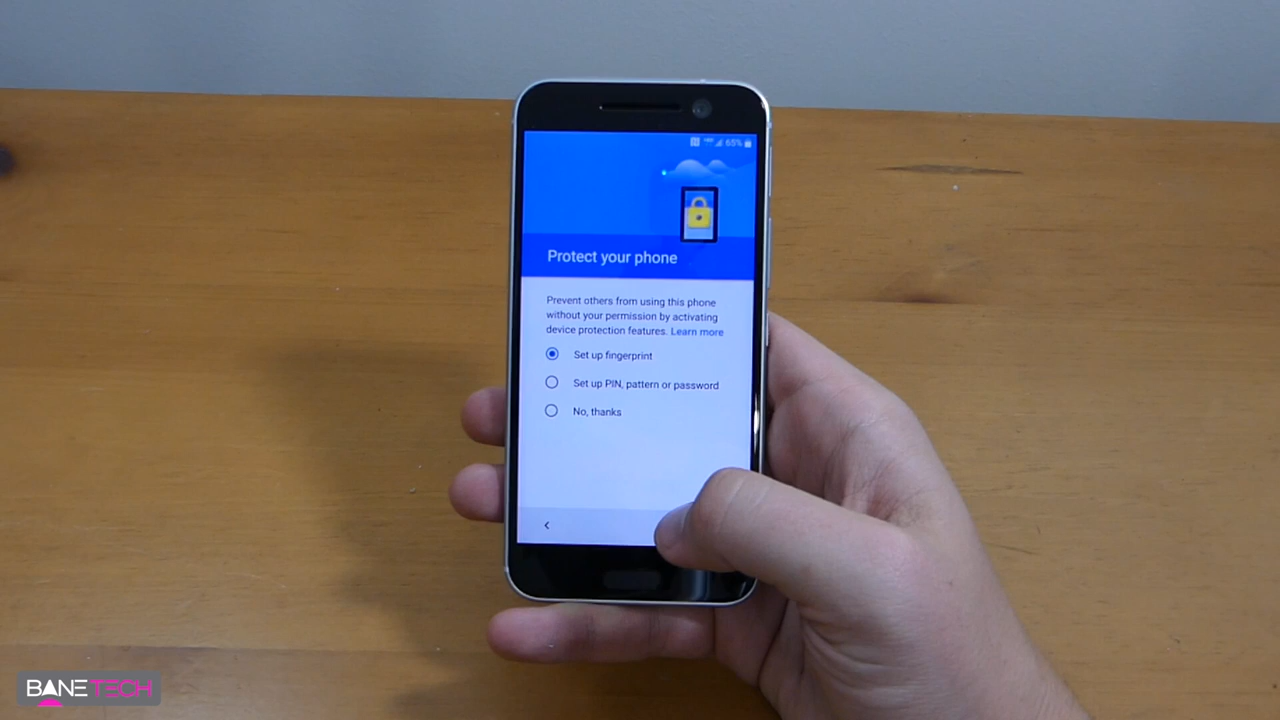 65%
Protect your phone
Prevent others from using this phone
without your permission by activating
device protection features. Learn more
Set up fingerprint
Set up PIN, pattern or password
No, thanks
BANETECH